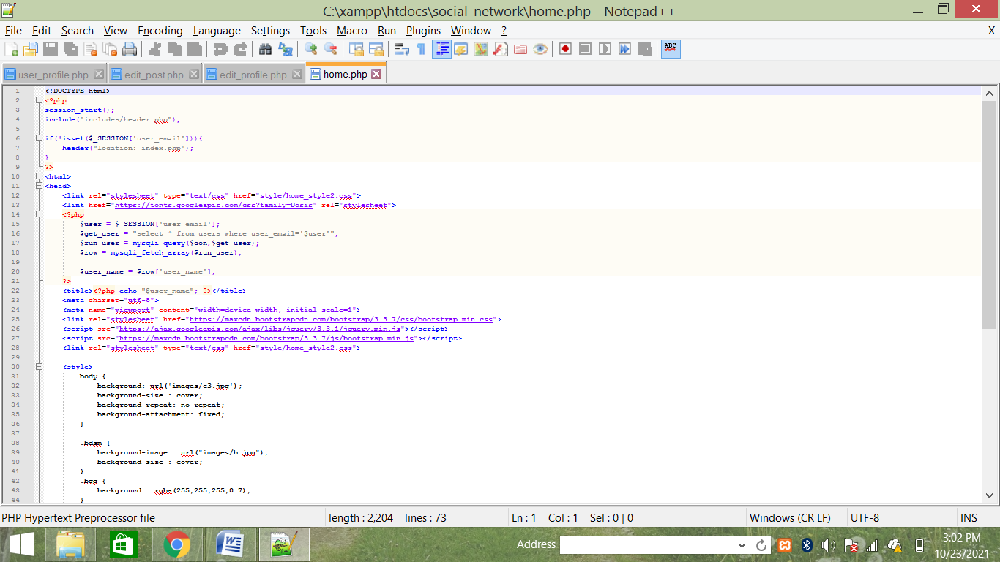 C:\xampp\htdocs\social_network\home.php - Notepad++
File Edit Search View Encoding Language Settings Tools Macro Run Plugins Window ? X
ABC
user_profile.php edit_post.php edit_profile.php home.php
1 <!DOCTYPE html>
2 <?php
3 session_start();
4 include("includes/header.php");
5
6 if(!isset($_SESSION['user_email'])){
7 header("location: index.php");
8 }
9 ?>
10 <html>
11 <head>
12 <link rel="stylesheet" type="text/css" href="style/home_style2.css">
13 <link href="https://fonts.googleapis.com/css?family=Dosis" rel="stylesheet">
14 <?php
15 $user = $_SESSION['user_email'];
16 $get_user = "select * from users where user_email='$user'";
17 $run_user = mysqli_query($con,$get_user);
18 $row = mysqli_fetch_array($run_user);
19
20 $user_name = $row['user_name'];
21 ?>
22 <title><?php echo "$user_name"; ?></title>
23 <meta charset="utf-8">
24 <meta name="viewport" content="width=device-width, initial-scale=1">
25 <link rel="stylesheet" href="https://maxcdn.bootstrapcdn.com/bootstrap/3.3.7/css/bootstrap.min.css">
26 <script src="https://ajax.googleapis.com/ajax/libs/jquery/3.3.1/jquery.min.js"></script>
27 <script src="https://maxcdn.bootstrapcdn.com/bootstrap/3.3.7/js/bootstrap.min.js"></script>
28 <link rel="stylesheet" type="text/css" href="style/home_style2.css">
29
30 <style>
31 body {
32 background: url('images/c3.jpg');
33 background-size : cover;
34 background-repeat: no-repeat;
35 background-attachment: fixed;
36 }
37
38 .bdsm {
39 background-image : url("images/b.jpg");
40 background-size : cover;
41 }
42 .bgg {
43 background : rgba(255,255,255,0.7);
44 }
PHP Hypertext Preprocessor file length : 2,204 lines : 73 Ln : 1 Col : 1 Sel : 0 | 0 Windows (CR LF) UTF-8 INS
Address
3:02 PM
10/23/2021